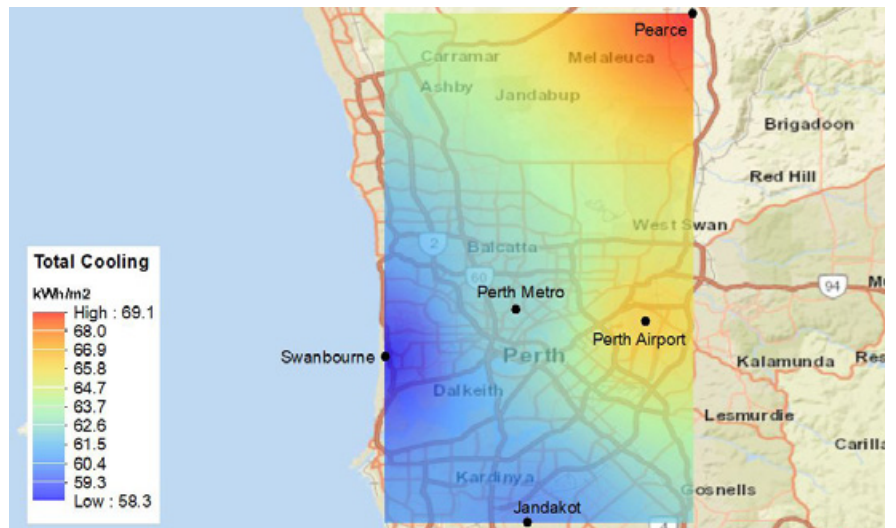 Pearce
Carramar
Melaleuca
Ashby
Jandabup
Brigadoon
Red Hill
West Swan
2
Balcatta
Total Cooling
60
94
kWh/m2
High : 69.1
68.0
66.9
65.8
64.7
63.7
62.6
61.5
60.4
59.3
Low : 58.3
Perth Metro
Perth Airport
Swanbourne
Perth
Kalamunda
Dalkeith
Lesmurdie
Kardinya
Gosnells
Jandakot
4